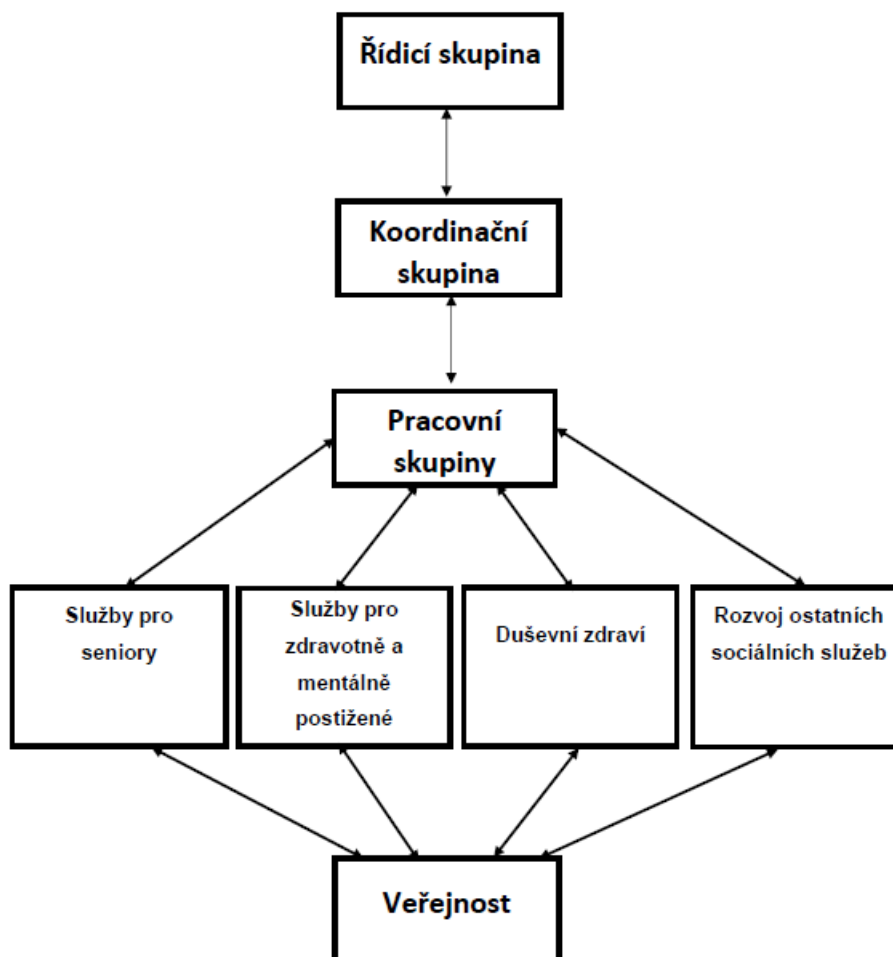 Řídicí skupina
Koordinační
skupina
Pracovní
skupiny
Služby pro
seniory
Služby pro
zdravotně a
mentálně
postižené
Duševní zdraví
Rozvoj ostatních
sociálních služeb
Veřejnost